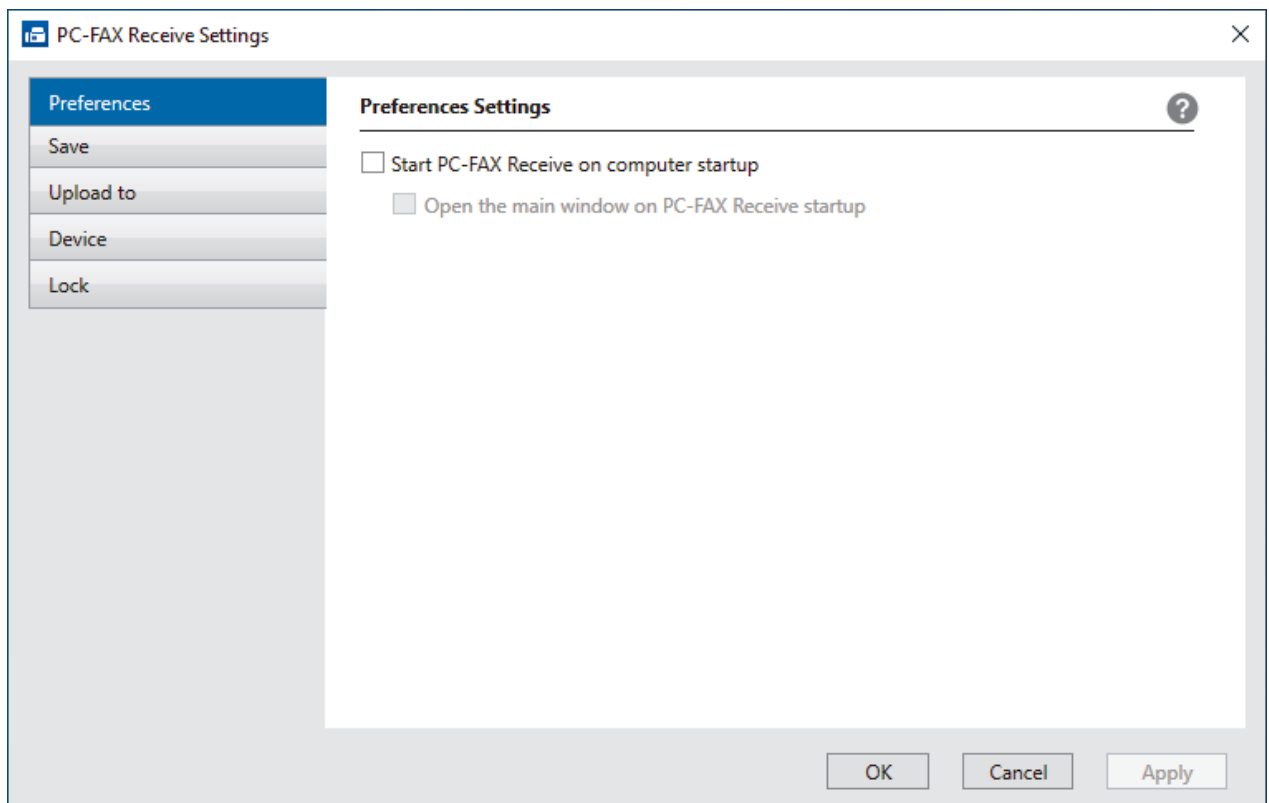 PC-FAX Receive Settings
Preferences
Save
Upload to
Device
Lock
Preferences Settings
?
Start PC-FAX Receive on computer startup
Open the main window on PC-FAX Receive startup
OK
Cancel
Apply